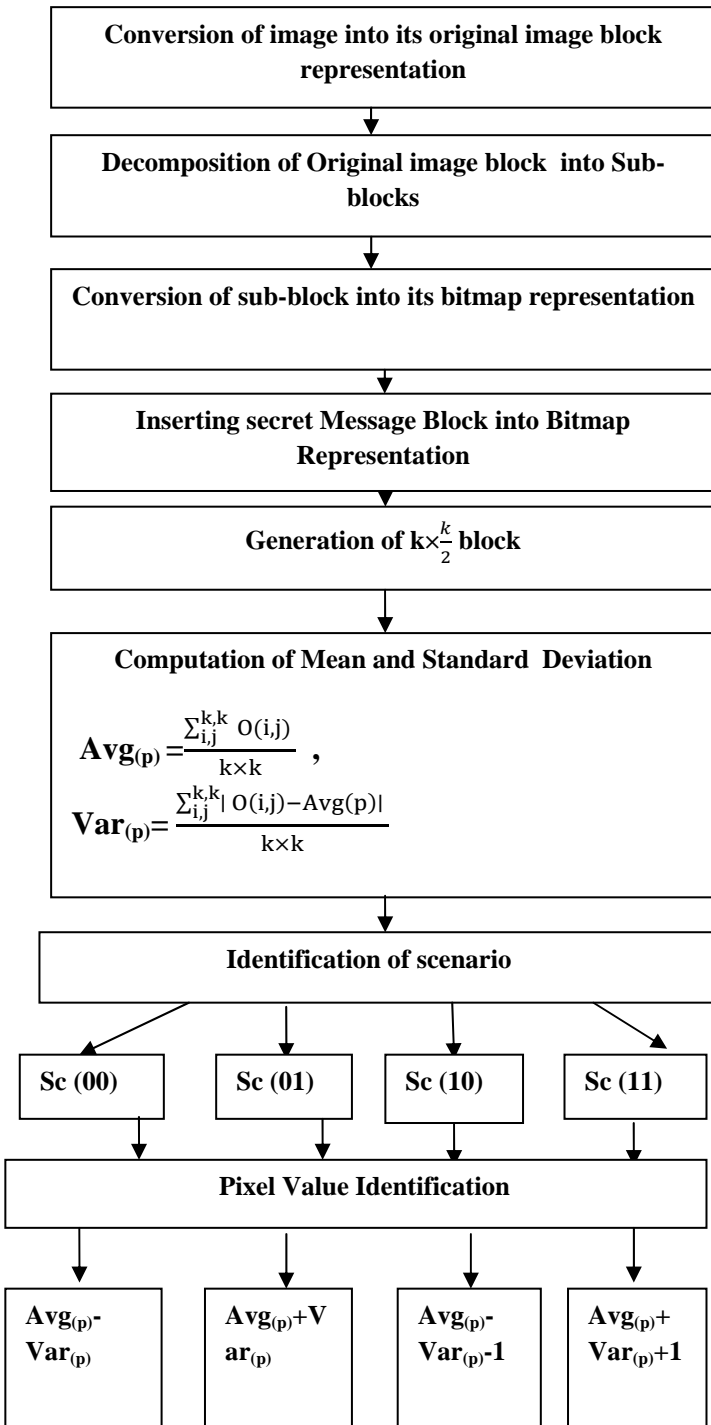 Conversion of image into its original image block
representation
Decomposition of Original image block into Sub-
blocks
Conversion of sub-block into its bitmap representation
Inserting secret Message Block into Bitmap
Representation
Generation of k×k/2 block
Computation of Mean and Standard Deviation
Avg(p) = ∑i,j^k,k O(i,j) / k×k ,
Var(p)= ∑i,j^k,k| O(i,j)−Avg(p)| / k×k
Identification of scenario
Sc (00) Sc (01) Sc (10) Sc (11)
Pixel Value Identification
Avg(p)- Avg(p)+V Avg(p)- Avg(p)+
Var(p) ar(p) Var(p)-1 Var(p)+1